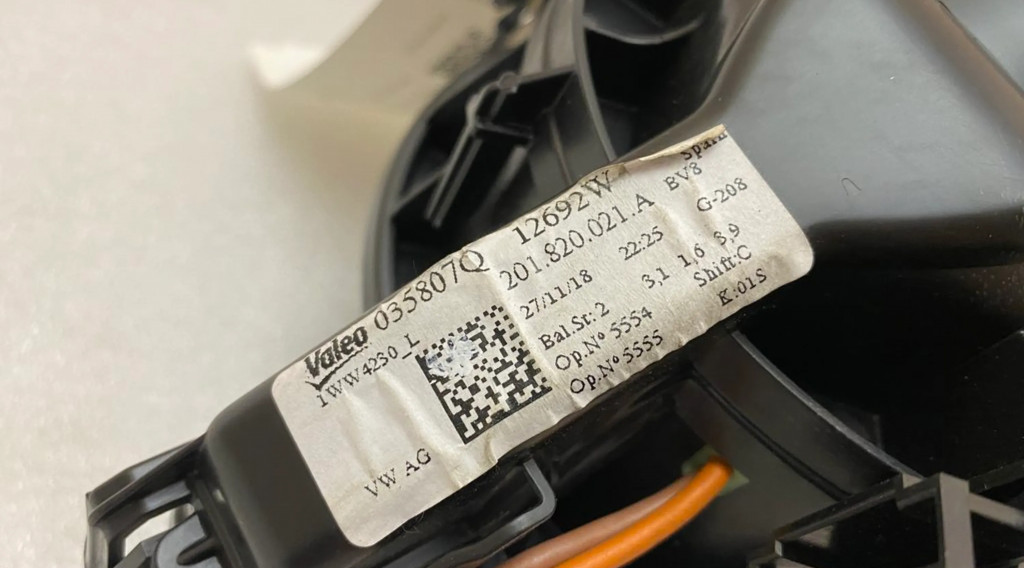 Valeo 035807Q 12692W Spain
1WW4230 L 201.820.021.A BV8
27/11/18 22:25 G-208
Bal.St: 2 3,1 1,6 3,9
Op.Nº 5554 Shift:C
Op.Nº 5555 K:01S
VW AG